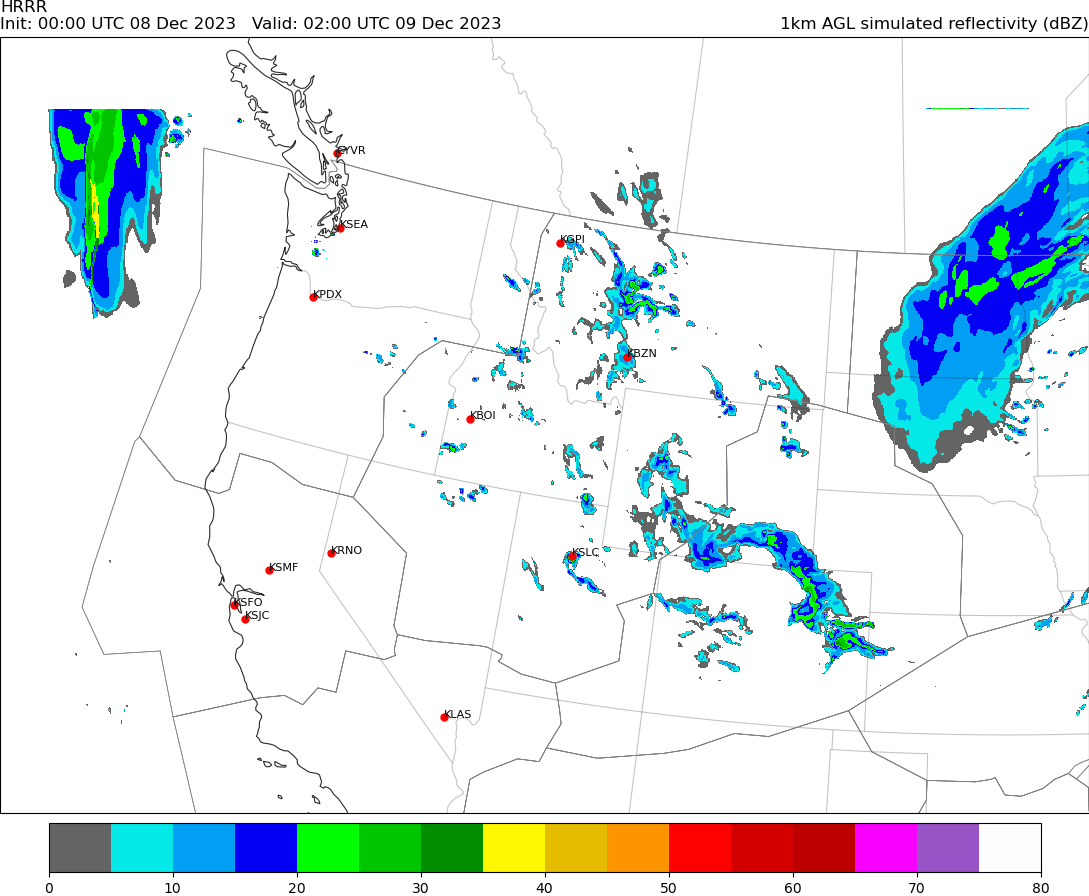 HRRR
Init: 00:00 UTC 08 Dec 2023   Valid: 02:00 UTC 09 Dec 2023   1km AGL simulated reflectivity (dBZ)
CYVR
KSEA
KGPI
KPDX
KBZN
KBOI
KRNO
KSLC
KSMF
KSFO
KSJC
KLAS
0 10 20 30 40 50 60 70 80